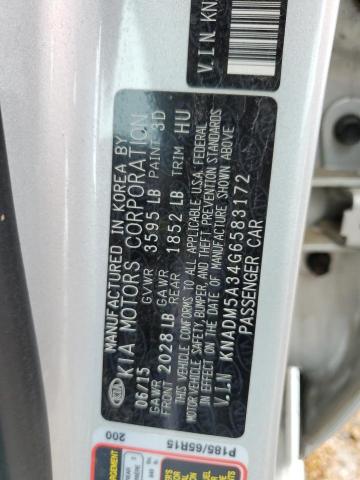 MANUFACTURED IN KOREA BY
KIA KIA MOTORS CORPORATION
06/15 GVWR 3595 LB PAINT 3D
GAWR FRONT 2028 LB GAWR REAR 1852 LB TRIM HU
THIS VEHICLE CONFORMS TO ALL APPLICABLE U.S.A. FEDERAL
MOTOR VEHICLE SAFETY, BUMPER, AND THEFT PREVENTION STANDARDS
IN EFFECT ON THE DATE OF MANUFACTURE SHOWN ABOVE
V.I.N KNADM5A34G6583172
PASSENGER CAR
V.I.N KN
200
P185/65R15